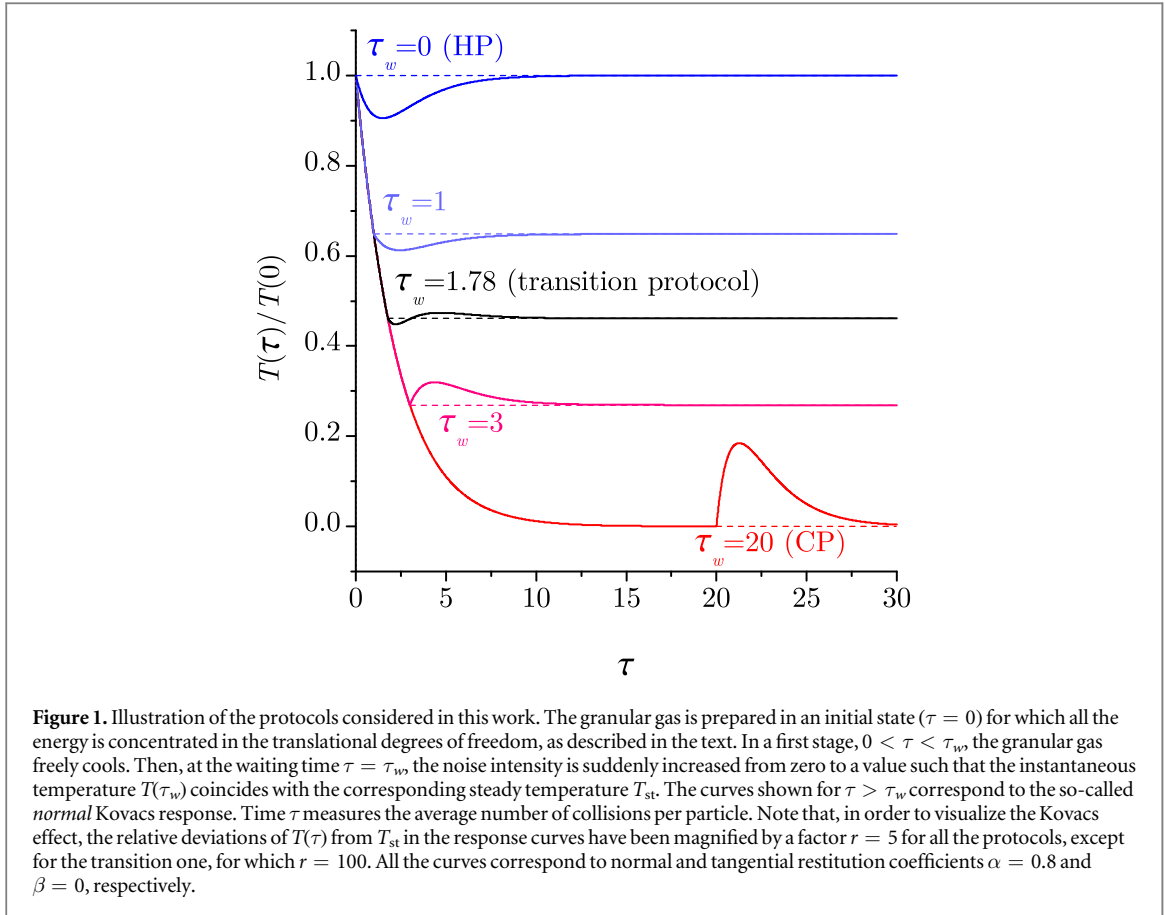 τw=0 (HP)
1.0
0.8
τw=1
0.6
τw=1.78 (transition protocol)
T(τ)/T(0)
0.4
τw=3
0.2
0.0
τw=20 (CP)
0 5 10 15 20 25 30
τ
Figure 1. Illustration of the protocols considered in this work. The granular gas is prepared in an initial state (τ = 0) for which all the
energy is concentrated in the translational degrees of freedom, as described in the text. In a first stage, 0 < τ < τw, the granular gas
freely cools. Then, at the waiting time τ = τw, the noise intensity is suddenly increased from zero to a value such that the instantaneous
temperature T(τw) coincides with the corresponding steady temperature Tst. The curves shown for τ > τw correspond to the so-called
normal Kovacs response. Time τ measures the average number of collisions per particle. Note that, in order to visualize the Kovacs
effect, the relative deviations of T(τ) from Tst in the response curves have been magnified by a factor r = 5 for all the protocols, except
for the transition one, for which r = 100. All the curves correspond to normal and tangential restitution coefficients α = 0.8 and
β = 0, respectively.